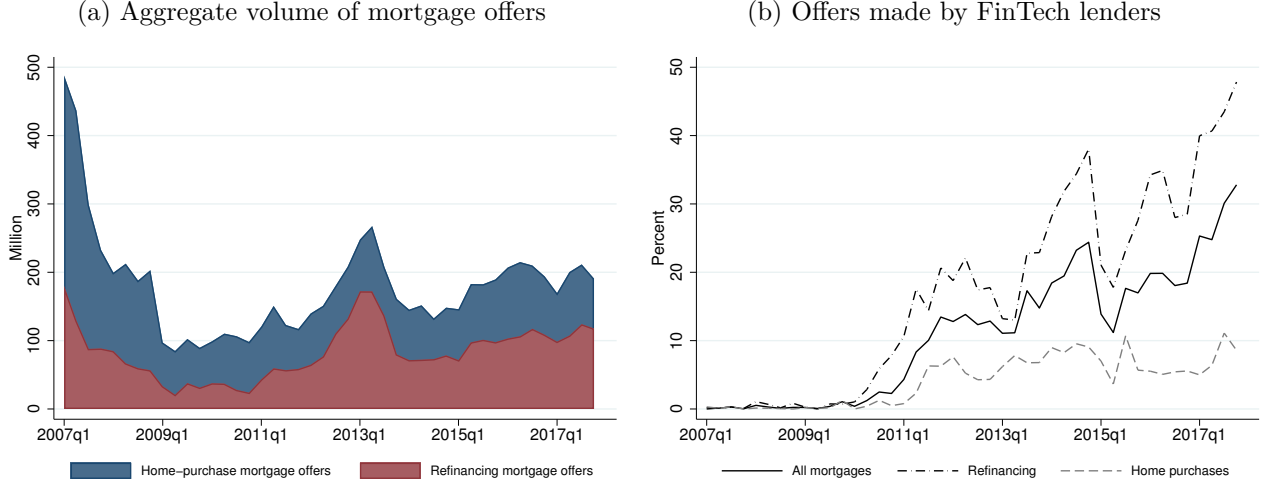 (a) Aggregate volume of mortgage offers
500
400
300
200
100
0
Million
2007q1 2009q1 2011q1 2013q1 2015q1 2017q1
Home−purchase mortgage offers Refinancing mortgage offers
(b) Offers made by FinTech lenders
50
40
30
20
10
0
Percent
2007q1 2009q1 2011q1 2013q1 2015q1 2017q1
All mortgages Refinancing Home purchases